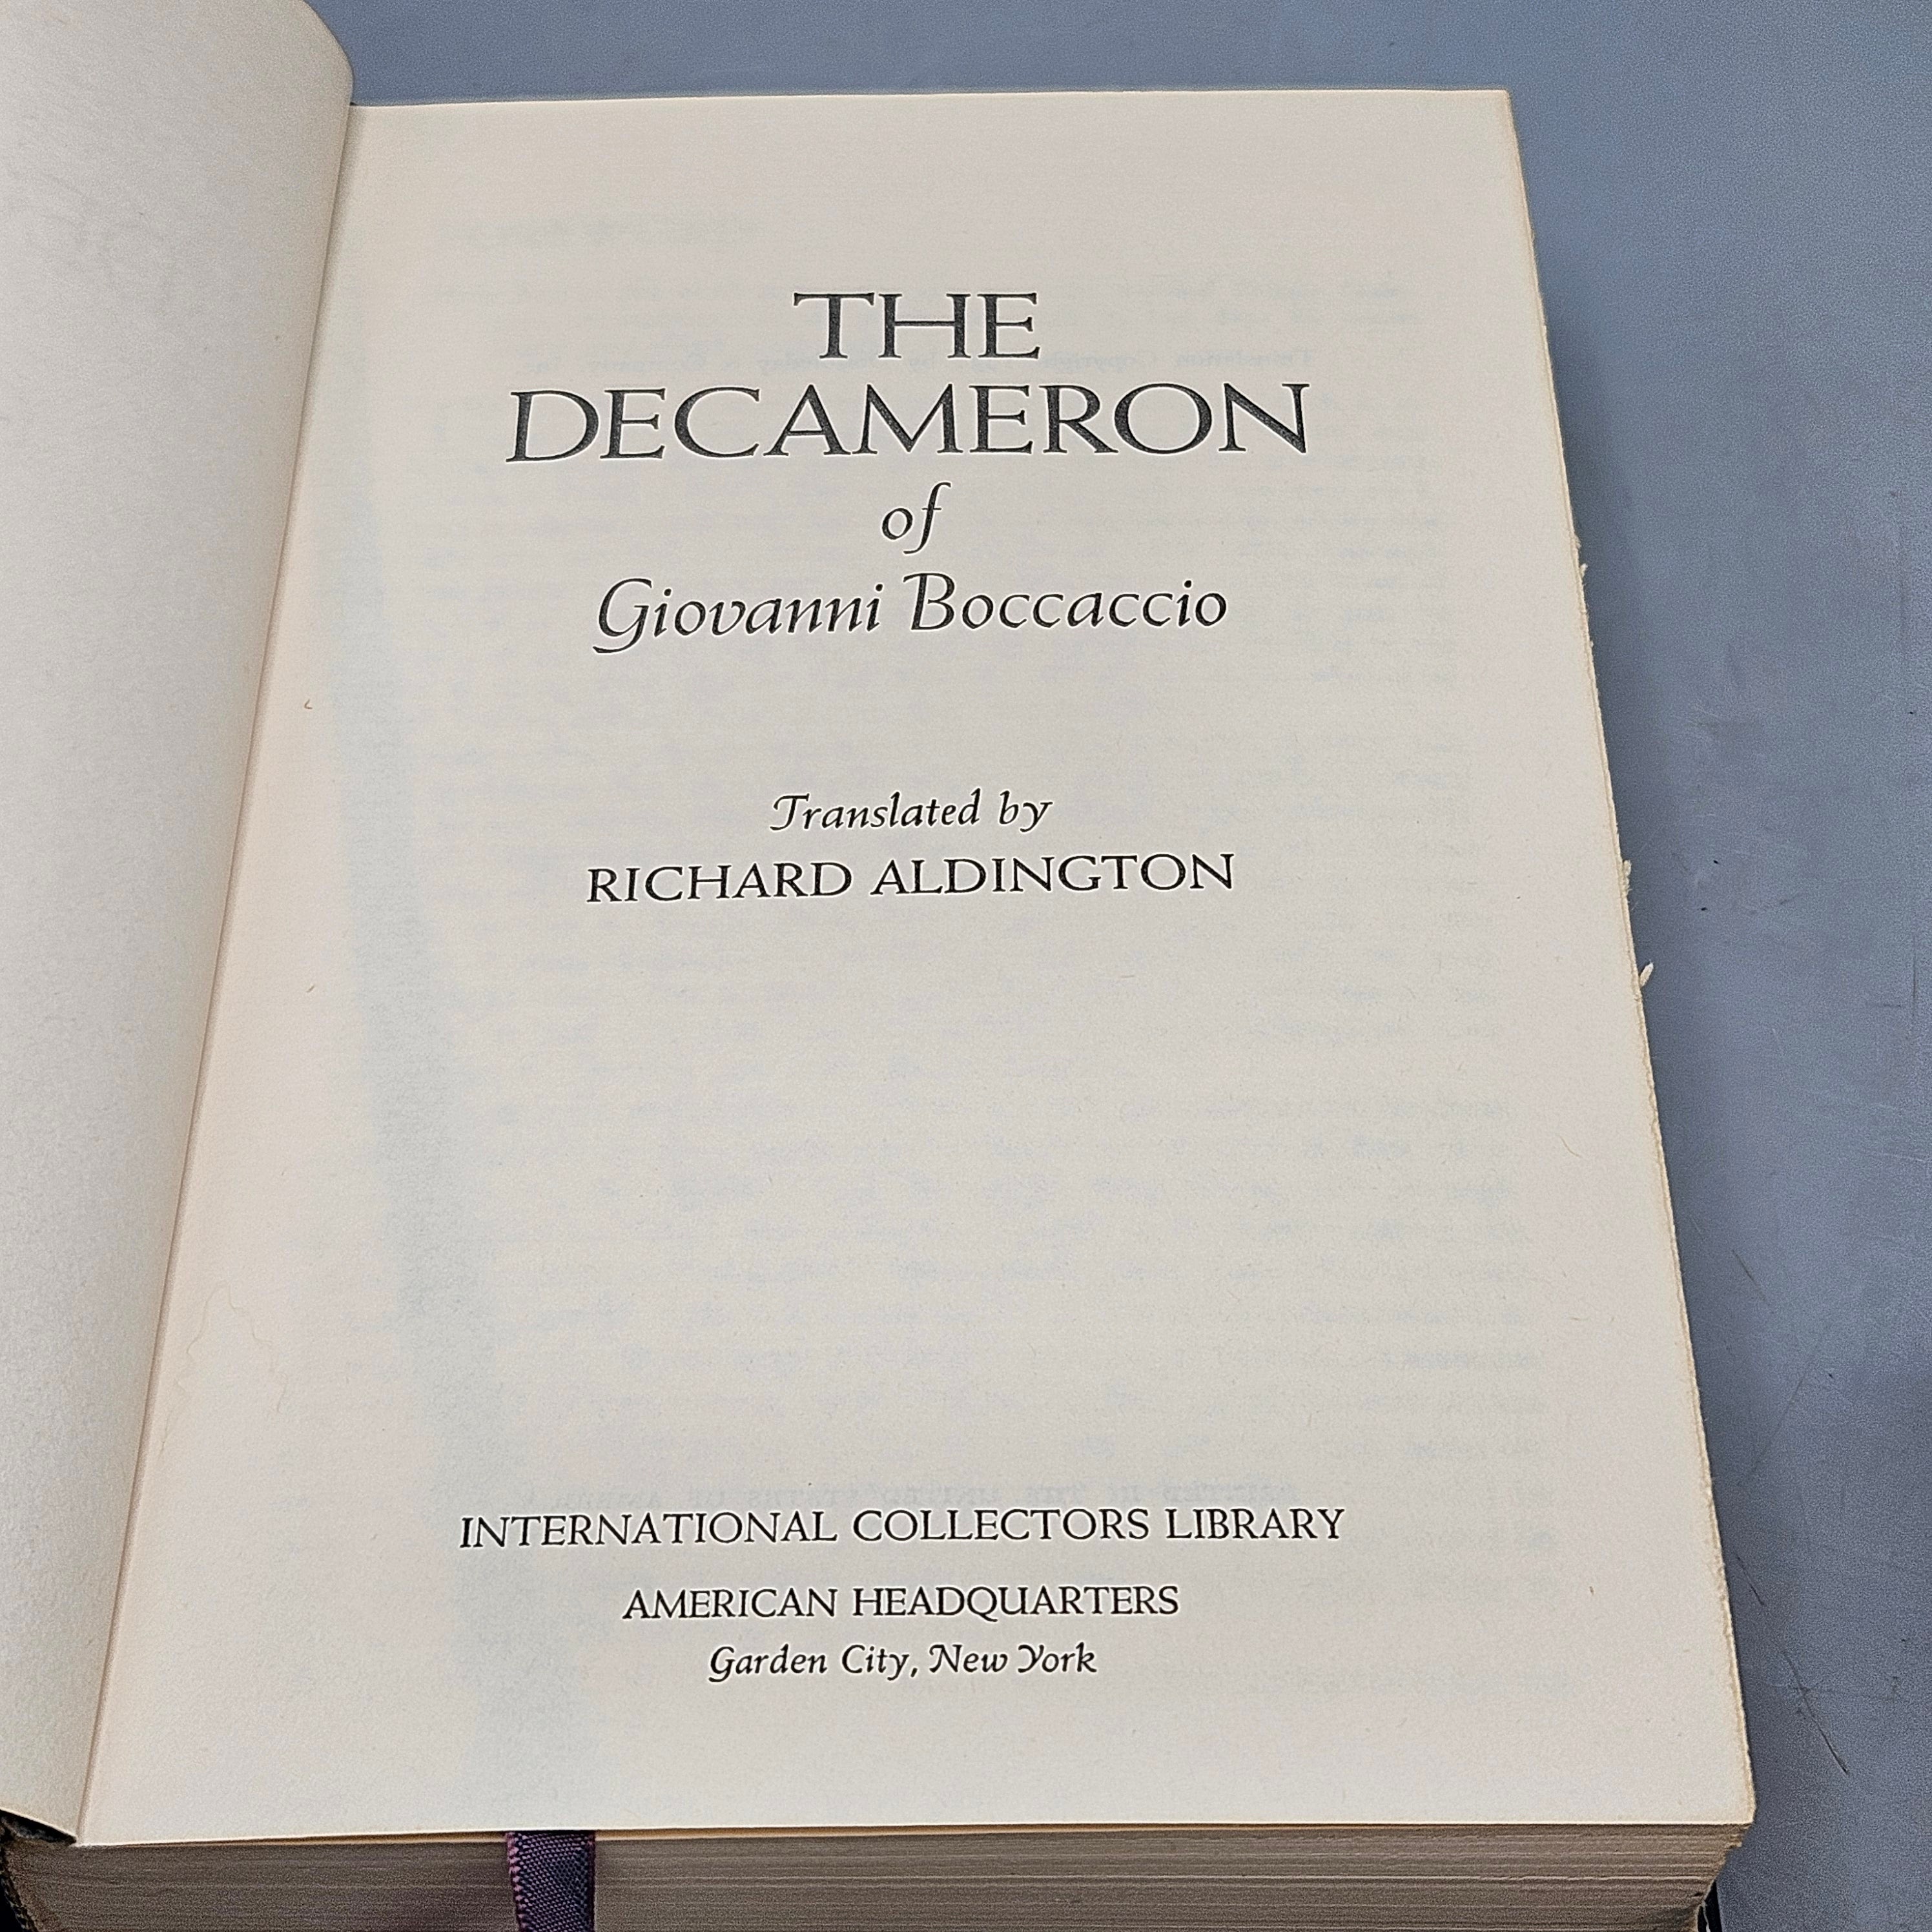 THE
DECAMERON
of
Giovanni Boccaccio
Translated by
RICHARD ALDINGTON
INTERNATIONAL COLLECTORS LIBRARY
AMERICAN HEADQUARTERS
Garden City, New York